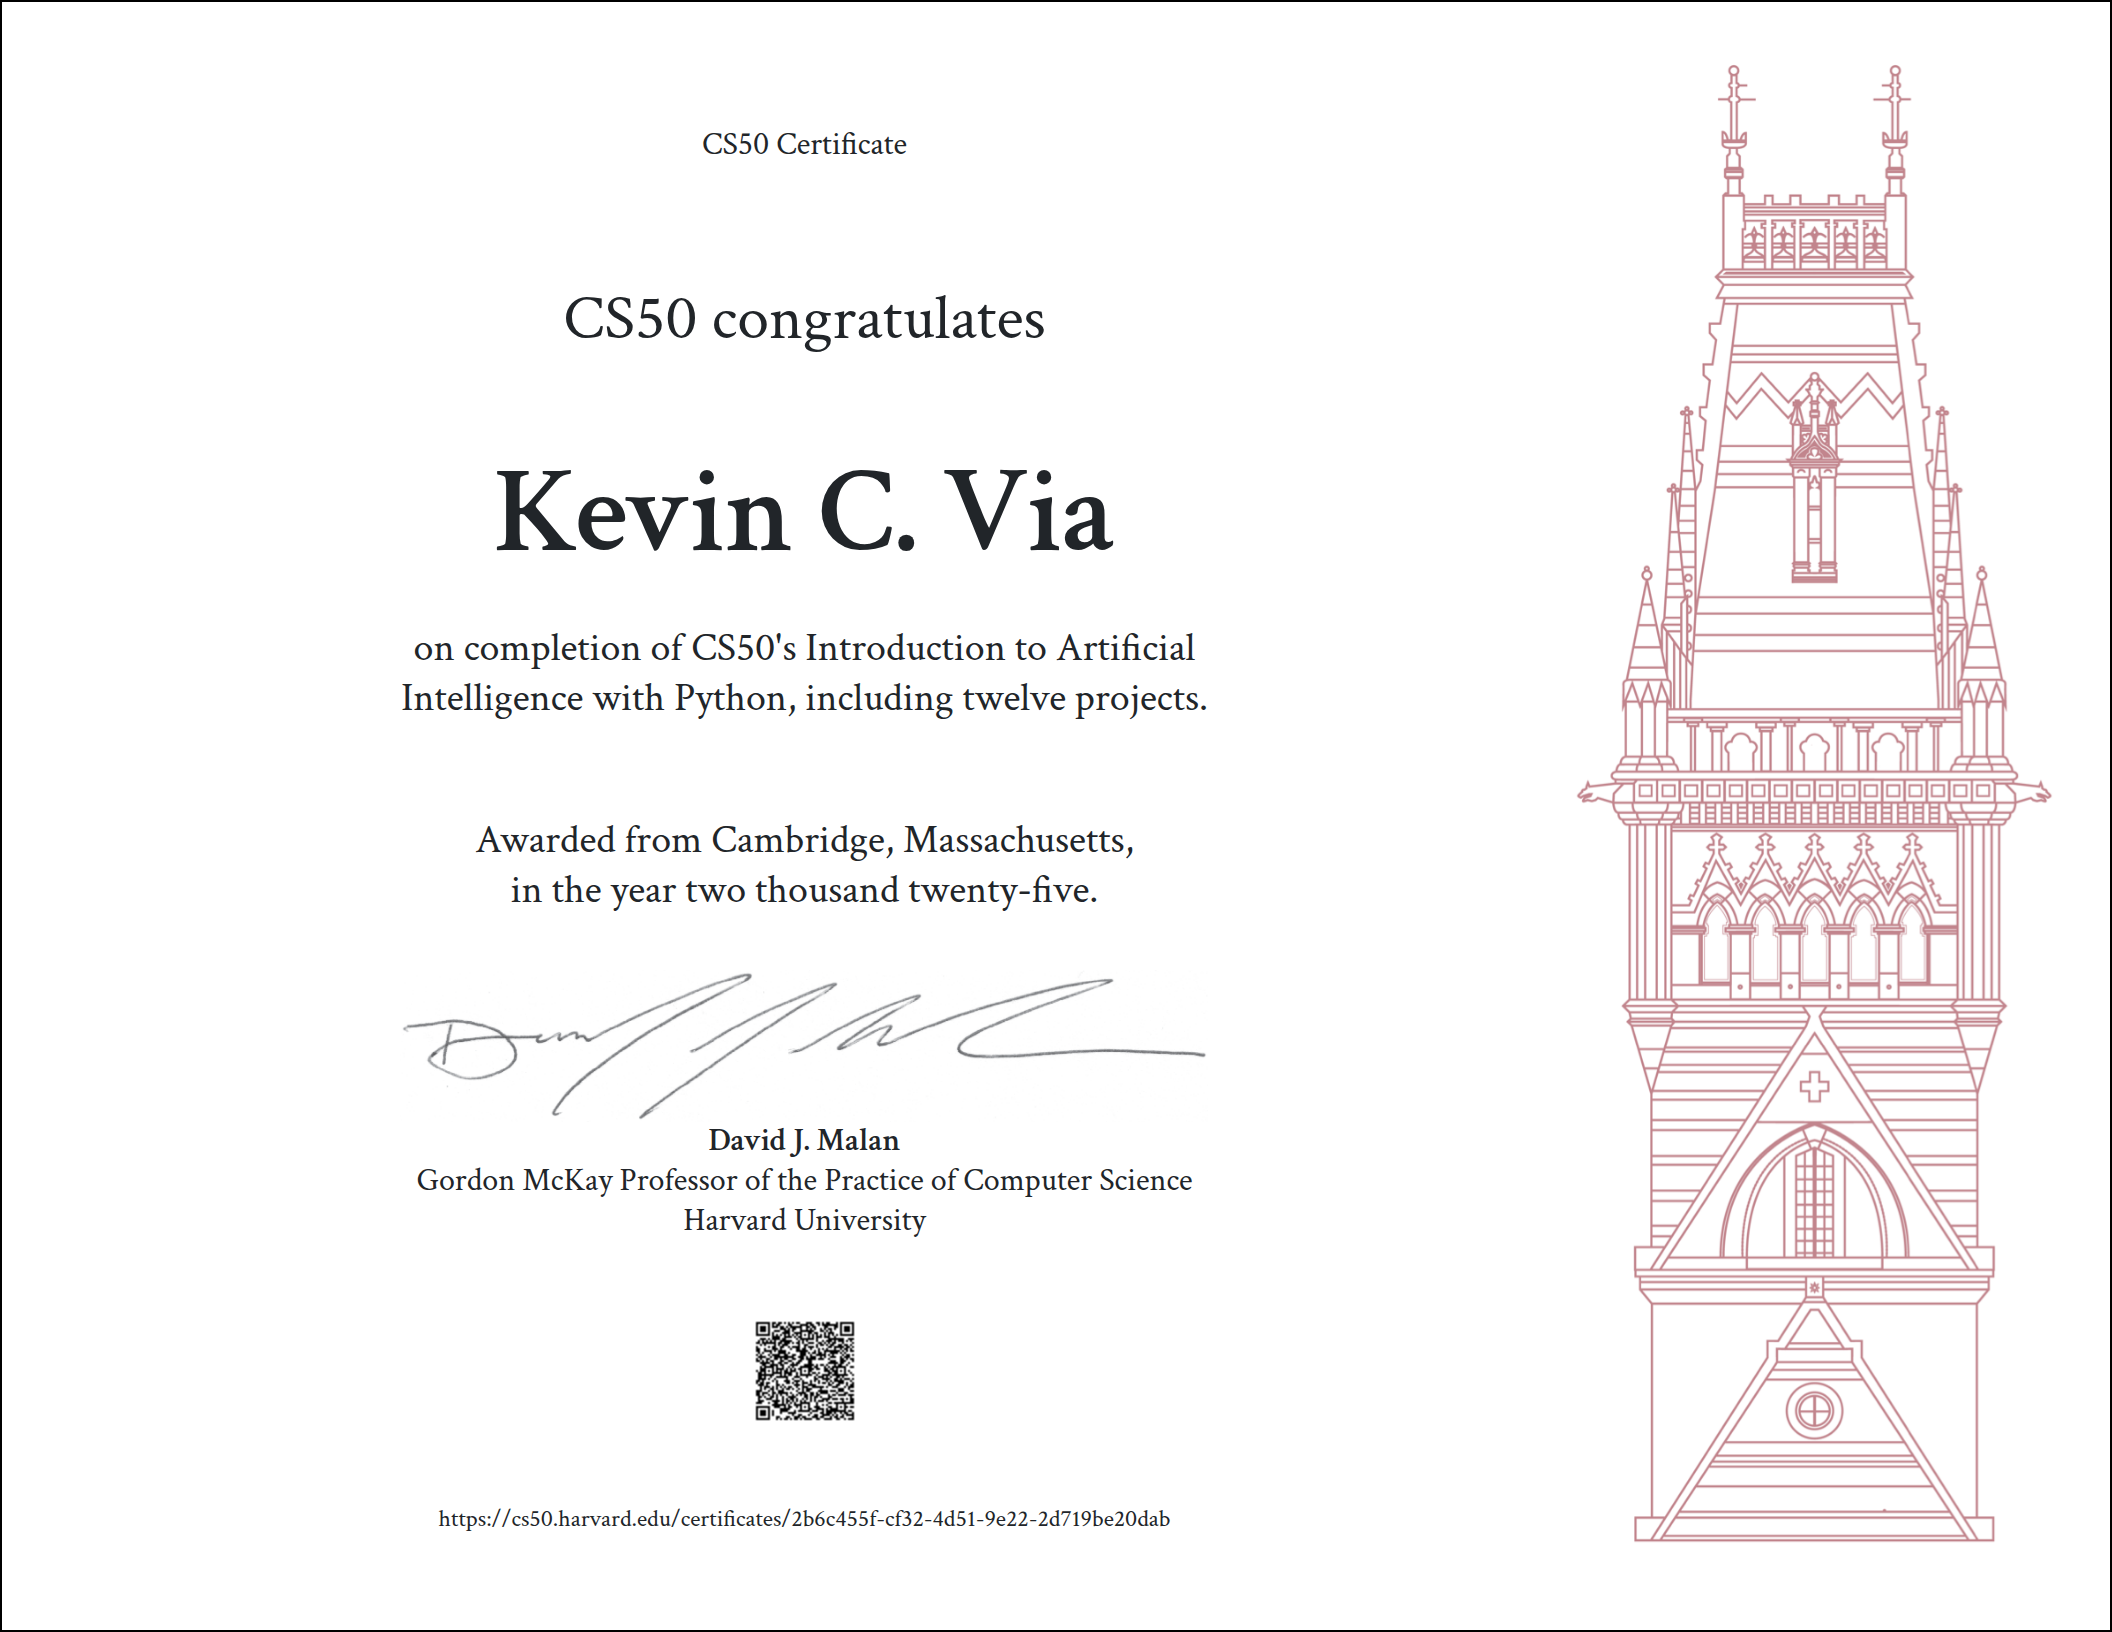 CS50 Certificate
CS50 congratulates
Kevin C. Via
on completion of CS50's Introduction to Artificial
Intelligence with Python, including twelve projects.
Awarded from Cambridge, Massachusetts,
in the year two thousand twenty-five.
David J. Malan
Gordon McKay Professor of the Practice of Computer Science
Harvard University
https://cs50.harvard.edu/certificates/2b6c455f-cf32-4d51-9e22-2d719be20dab